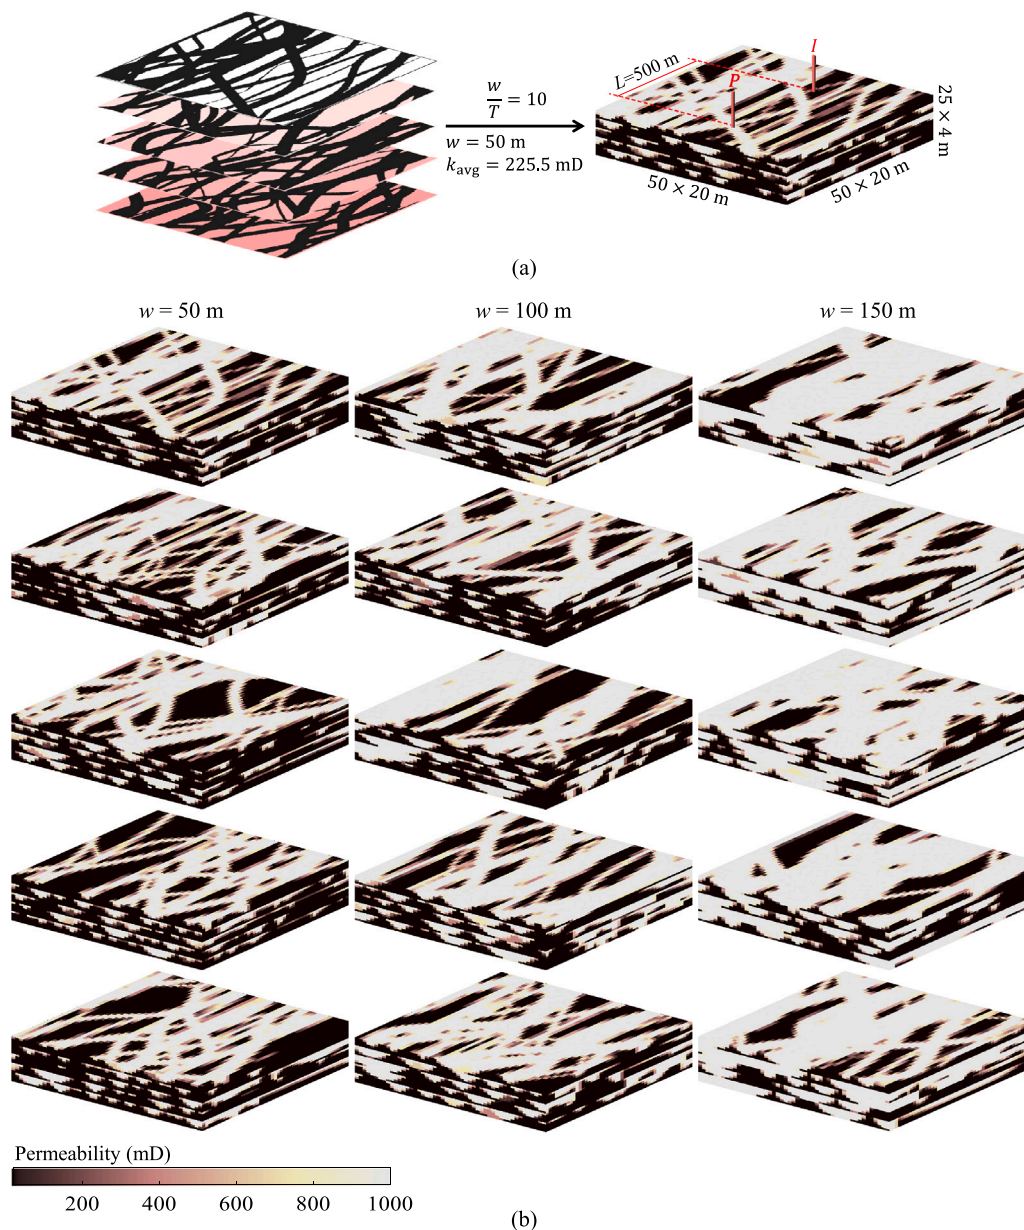 w/T = 10
w = 50 m
k_avg = 225.5 mD
L=500 m
P
I
25 × 4 m
50 × 20 m
50 × 20 m
(a)
w = 50 m
w = 100 m
w = 150 m
Permeability (mD)
200 400 600 800 1000
(b)